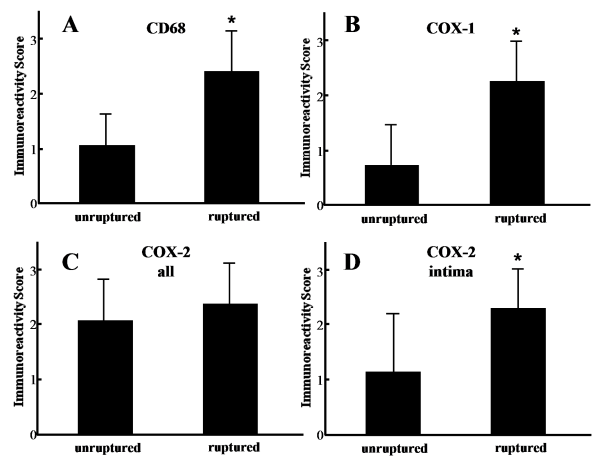 A
CD68
*
Immunoreactivity Score
3
2
1
0
unruptured ruptured
B
COX-1
*
Immunoreactivity Score
3
2
1
0
unruptured ruptured
C
COX-2
all
Immunoreactivity Score
3
2
1
0
unruptured ruptured
D
COX-2
intima
*
Immunoreactivity Score
3
2
1
0
unruptured ruptured